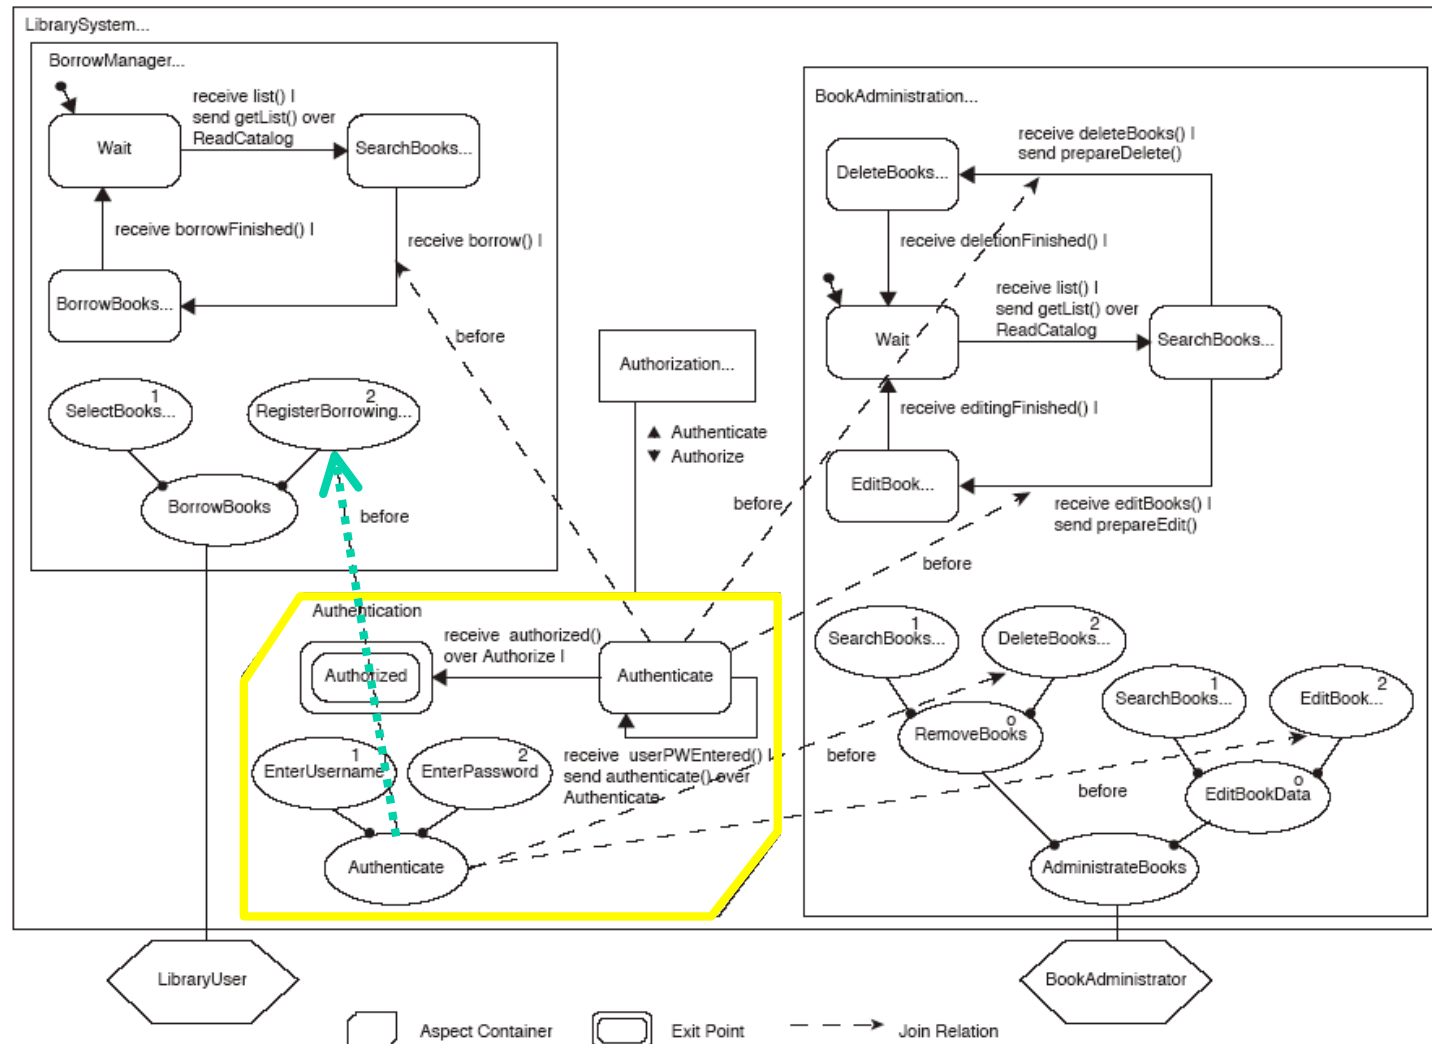 LibrarySystem...
BorrowManager...
receive list() |
send getList() over
ReadCatalog
Wait
SearchBooks...
receive borrowFinished() |
receive borrow() |
BorrowBooks...
before
1
SelectBooks...
2
RegisterBorrowing...
BorrowBooks
before
Authorization...
▲ Authenticate
▼ Authorize
BookAdministration...
receive deleteBooks() |
send prepareDelete()
DeleteBooks...
receive deletionFinished() |
receive list() |
send getList() over
ReadCatalog
Wait
SearchBooks...
receive editingFinished() |
EditBook...
receive editBooks() |
send prepareEdit()
before
before
Authentication
receive authorized()
over Authorize |
Authorized
Authenticate
receive userPWEntered() |
send authenticate() over
Authenticate
1
EnterUsername
2
EnterPassword
Authenticate
1
SearchBooks...
2
DeleteBooks...
o
RemoveBooks
before
1
SearchBooks...
2
EditBook...
o
EditBookData
before
AdministrateBooks
LibraryUser
BookAdministrator
Aspect Container
Exit Point
Join Relation